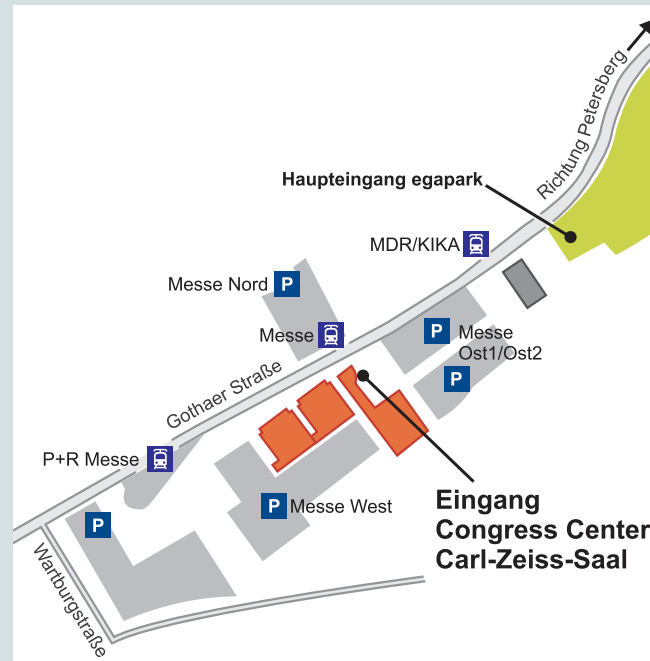 Richtung Petersberg
Haupteingang egapark
MDR/KIKA
Messe Nord P
Messe
P Messe
Ost1/Ost2
P
Gothaer Straße
P+R Messe
P Messe West
P
Eingang
Congress Center
Carl-Zeiss-Saal
Wartburgstraße